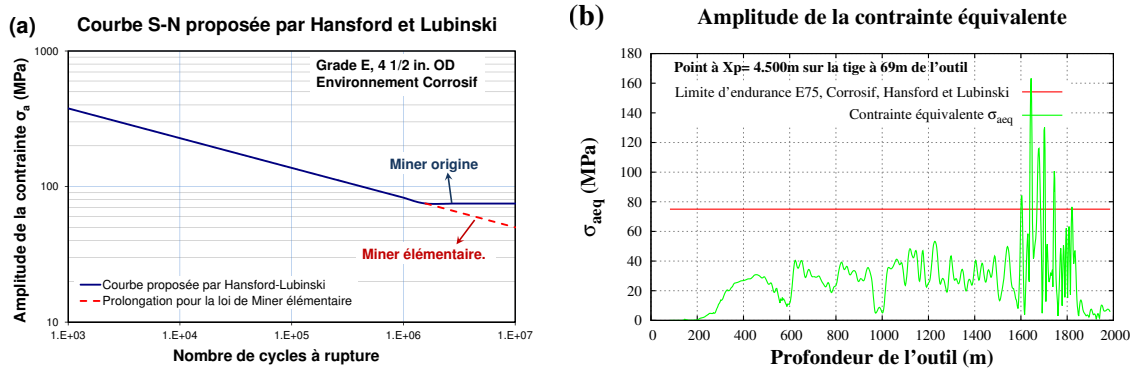 (a) Courbe S-N proposée par Hansford et Lubinski
Amplitude de la contrainte σa (MPa)
1000
100
10
Grade E, 4 1/2 in. OD
Environnement Corrosif
Miner origine
Miner élémentaire.
Courbe proposée par Hansford-Lubinski
Prolongation pour la loi de Miner élémentaire
1.E+03 1.E+04 1.E+05 1.E+06 1.E+07
Nombre de cycles à rupture
(b) Amplitude de la contrainte équivalente
σaeq (MPa)
180
160
140
120
100
80
60
40
20
0
Point à Xp= 4.500m sur la tige à 69m de l'outil
Limite d'endurance E75, Corrosif, Hansford et Lubinski
Contrainte équivalente σaeq
0 200 400 600 800 1000 1200 1400 1600 1800 2000
Profondeur de l'outil (m)